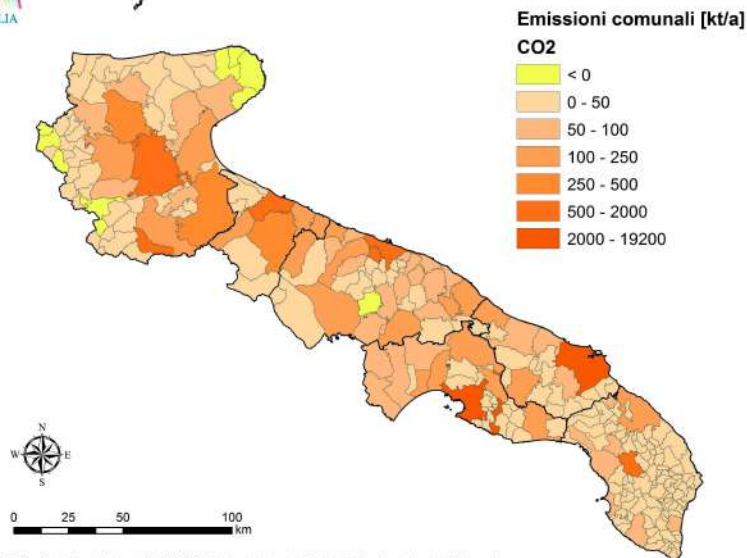 LIA
Emissioni comunali [kt/a]
CO2
< 0
0 - 50
50 - 100
100 - 250
250 - 500
500 - 2000
2000 - 19200
N
W E
S
0 25 50 100
km